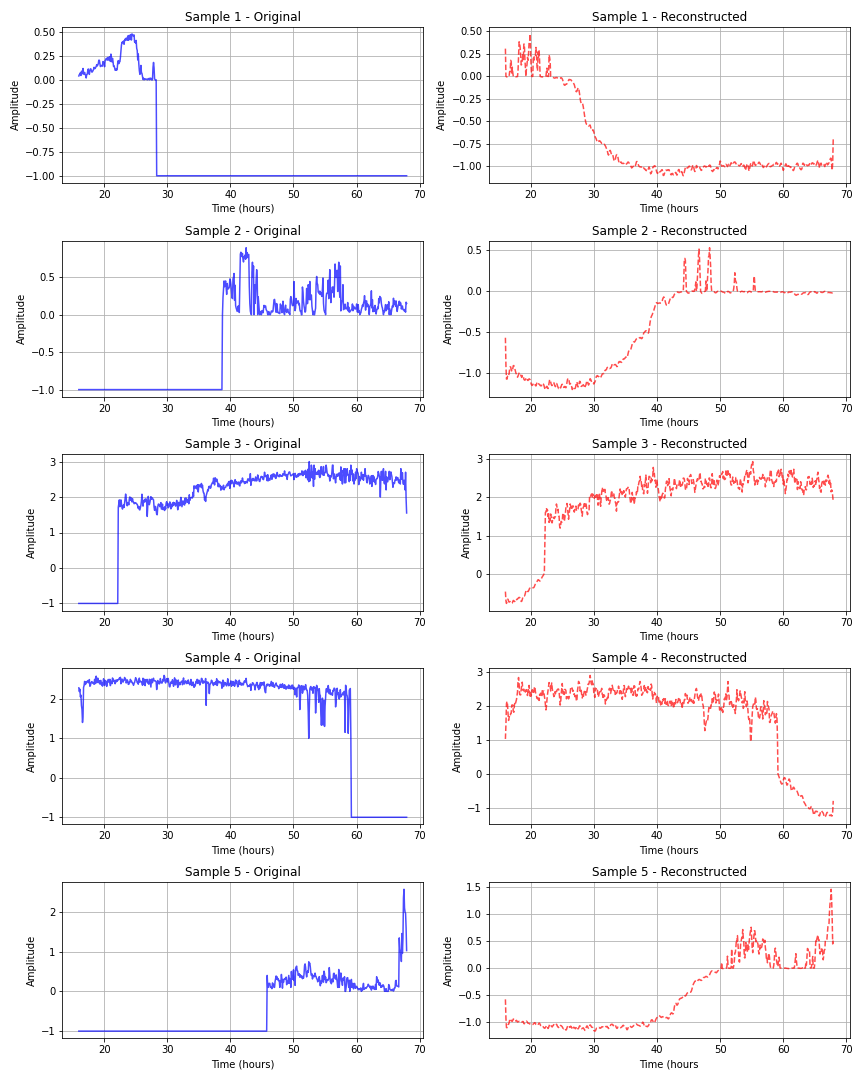 Sample 1 - Original
Amplitude
0.50
0.25
0.00
−0.25
−0.50
−0.75
−1.00
20 30 40 50 60 70
Time (hours)
Sample 1 - Reconstructed
Amplitude
0.50
0.25
0.00
−0.25
−0.50
−0.75
−1.00
20 30 40 50 60 70
Time (hours
Sample 2 - Original
Amplitude
0.5
0.0
−0.5
−1.0
20 30 40 50 60 70
Time (hours)
Sample 2 - Reconstructed
Amplitude
0.5
0.0
−0.5
−1.0
20 30 40 50 60 70
Time (hours
Sample 3 - Original
Amplitude
3
2
1
0
−1
20 30 40 50 60 70
Time (hours)
Sample 3 - Reconstructed
Amplitude
3
2
1
0
20 30 40 50 60 70
Time (hours
Sample 4 - Original
Amplitude
2
1
0
−1
20 30 40 50 60 70
Time (hours)
Sample 4 - Reconstructed
Amplitude
3
2
1
0
−1
20 30 40 50 60 70
Time (hours
Sample 5 - Original
Amplitude
2
1
0
−1
20 30 40 50 60 70
Time (hours)
Sample 5 - Reconstructed
Amplitude
1.5
1.0
0.5
0.0
−0.5
−1.0
20 30 40 50 60 70
Time (hours